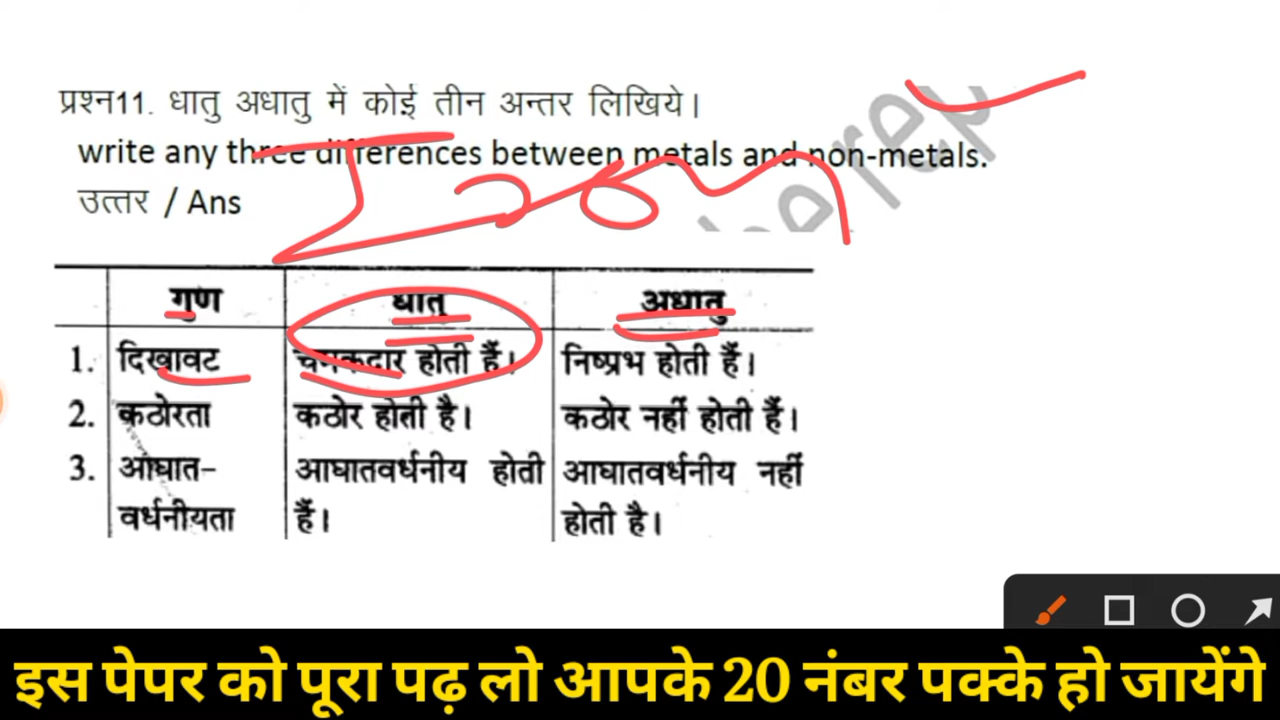 प्रश्न11. धातु अधातु में कोई तीन अन्तर लिखिये।
write any three differences between metals and non-metals.
उत्तर / Ans
गुण धातु अधातु
1. दिखावट चमकदार होती हैं। निष्प्रभ होती हैं।
2. कठोरता कठोर होती है। कठोर नहीं होती हैं।
3. आघात- आघातवर्धनीय होती आघातवर्धनीय नहीं
वर्धनीयता हैं। होती है।
इस पेपर को पूरा पढ़ लो आपके 20 नंबर पक्के हो जायेंगे